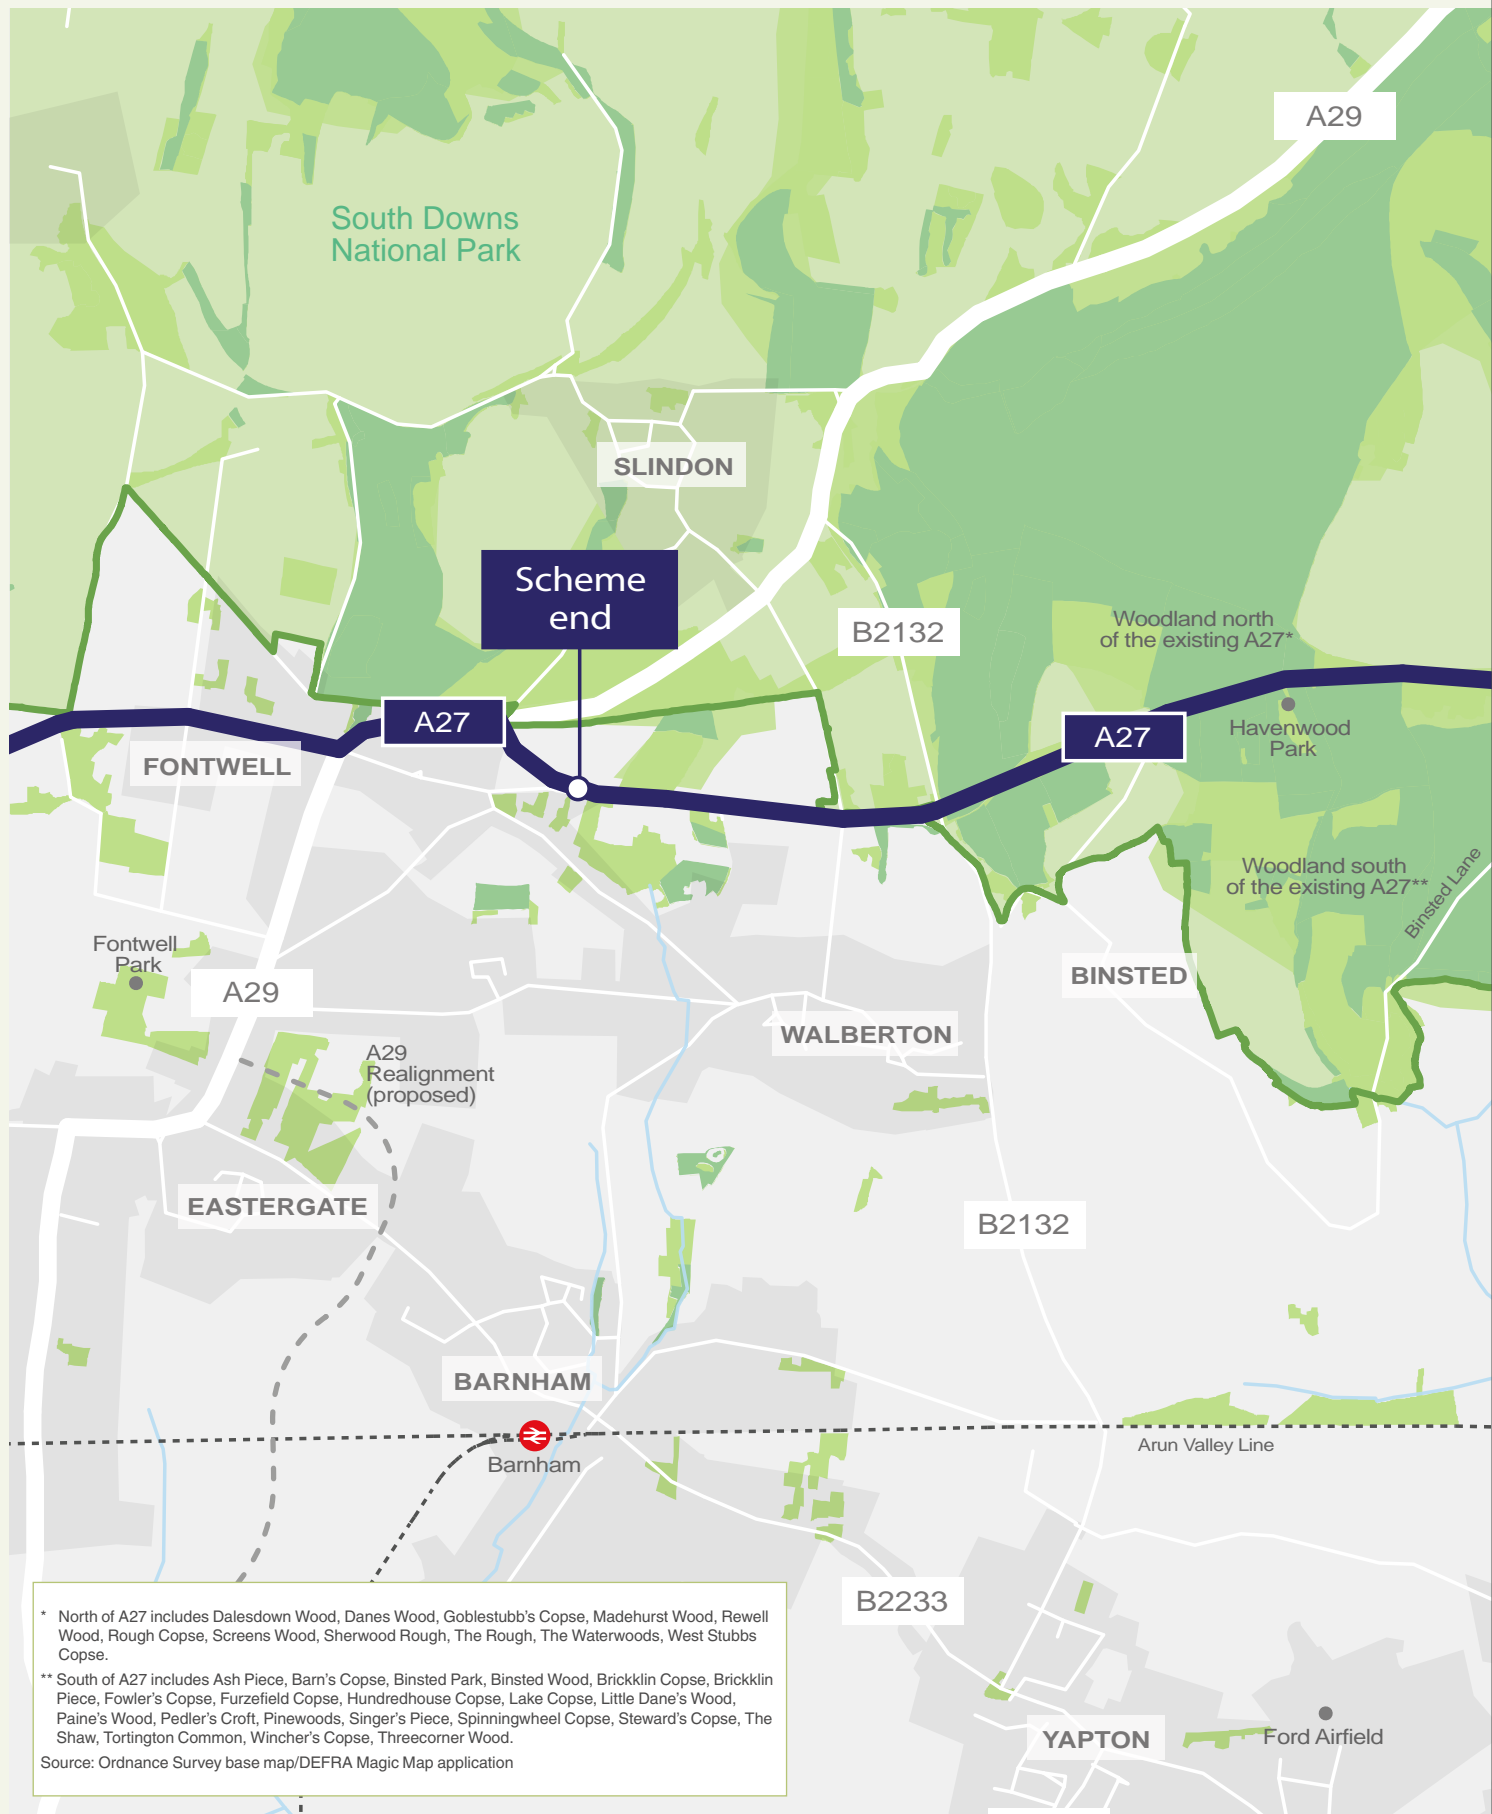 A29
South Downs
National Park
SLINDON
Scheme
end
B2132
Woodland north
of the existing A27*
A27
A27
Havenwood
Park
FONTWELL
Woodland south
of the existing A27**
Binsted Lane
Fontwell
Park
A29
BINSTED
WALBERTON
A29
Realignment
(proposed)
EASTERGATE
B2132
BARNHAM
Barnham
Arun Valley Line
B2233
YAPTON
Ford Airfield
* North of A27 includes Dalesdown Wood, Danes Wood, Goblestubb's Copse, Madehurst Wood, Rewell
Wood, Rough Copse, Screens Wood, Sherwood Rough, The Rough, The Waterwoods, West Stubbs
Copse.
** South of A27 includes Ash Piece, Barn's Copse, Binsted Park, Binsted Wood, Brickklin Copse, Brickklin
Piece, Fowler's Copse, Furzefield Copse, Hundredhouse Copse, Lake Copse, Little Dane's Wood,
Paine's Wood, Pedler's Croft, Pinewoods, Singer's Piece, Spinningwheel Copse, Steward's Copse, The
Shaw, Tortington Common, Wincher's Copse, Threecorner Wood.
Source: Ordnance Survey base map/DEFRA Magic Map application